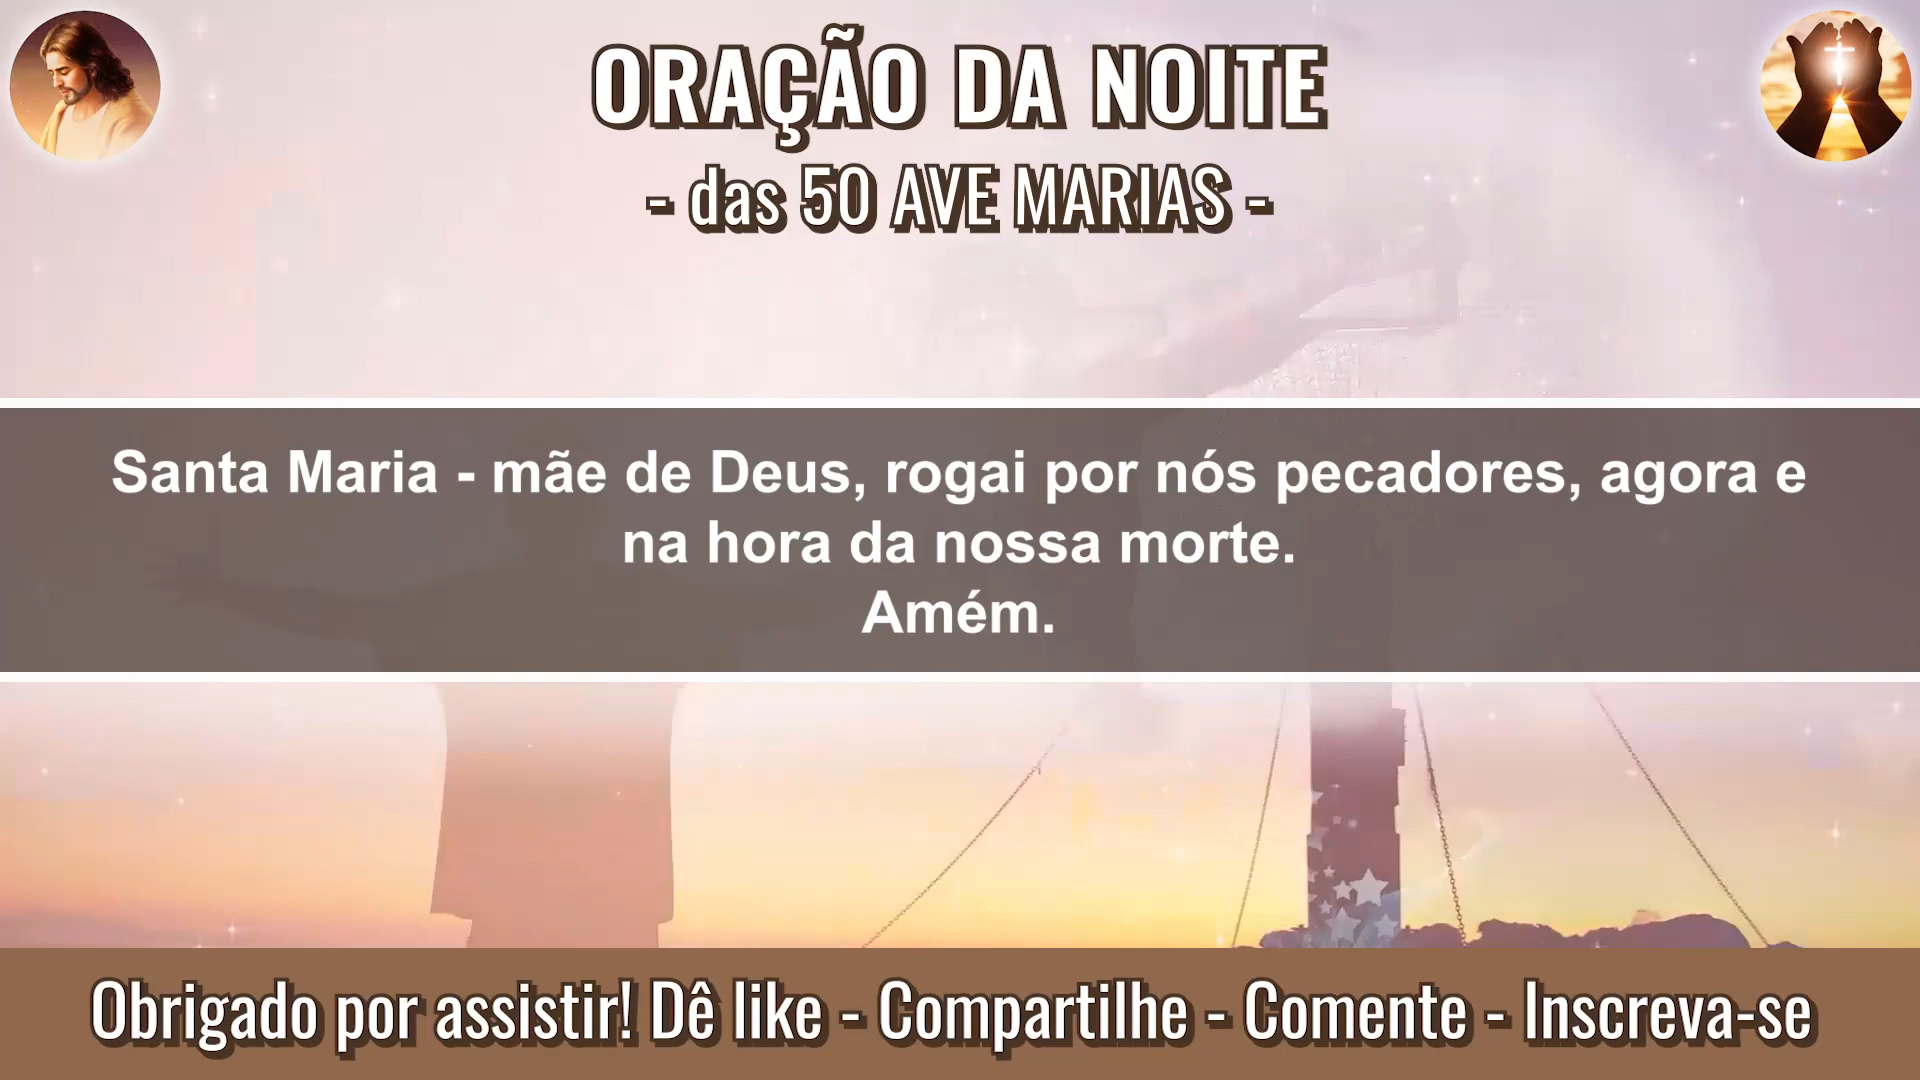 ORAÇÃO DA NOITE
- das 50 AVE MARIAS -
Santa Maria - mãe de Deus, rogai por nós pecadores, agora e
na hora da nossa morte.
Amém.
Obrigado por assistir! Dê like - Compartilhe - Comente - Inscreva-se